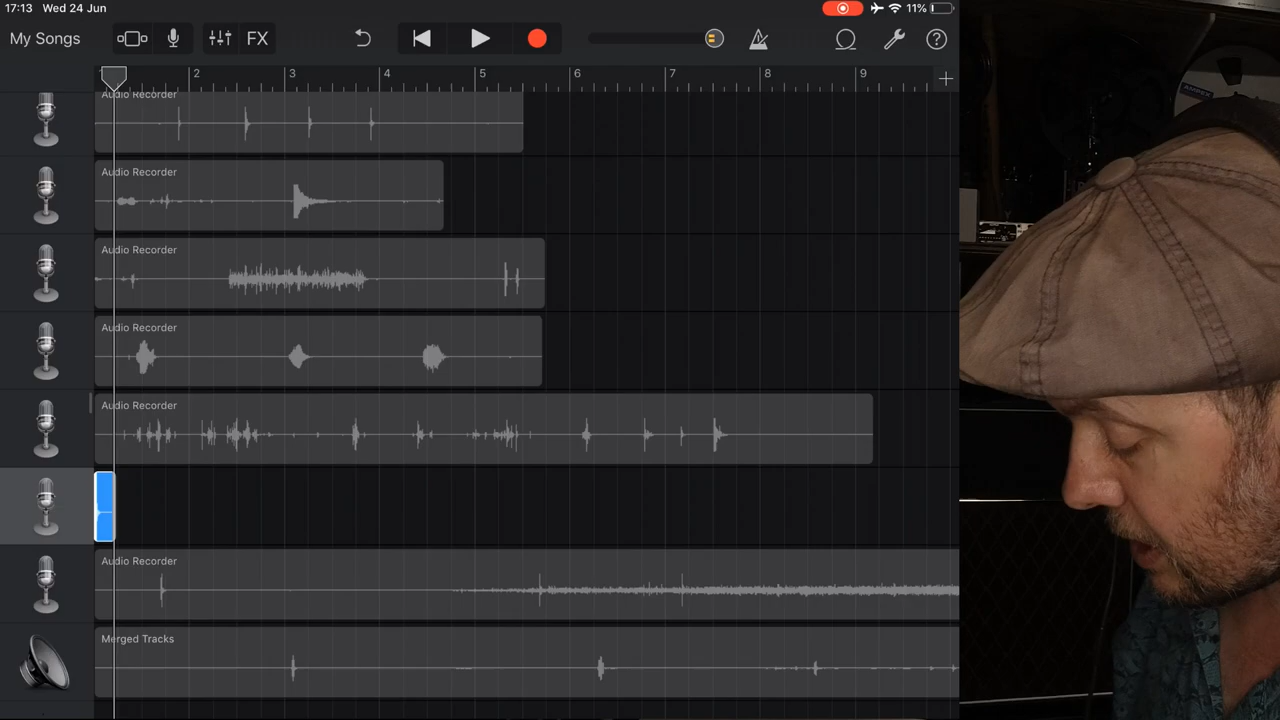 17:13 Wed 24 Jun
11%
My Songs
FX
2 3 4 5 6 7 8 9
Audio Recorder
Audio Recorder
Audio Recorder
Audio Recorder
Audio Recorder
Audio Recorder
Merged Tracks
AMPEX